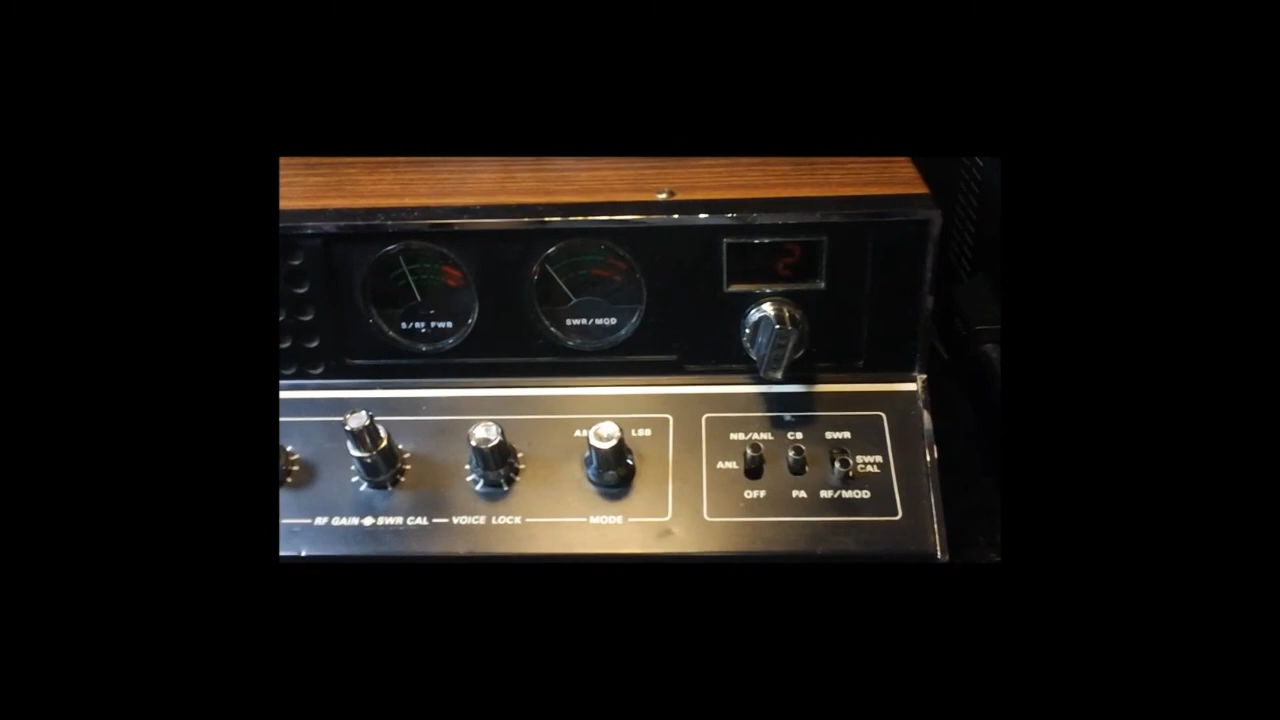 2
S/RF PWR
SWR/MOD
LSB
NB/ANL CB SWR
ANL SWR CAL
OFF PA RF/MOD
RF GAIN SWR CAL VOICE LOCK MODE